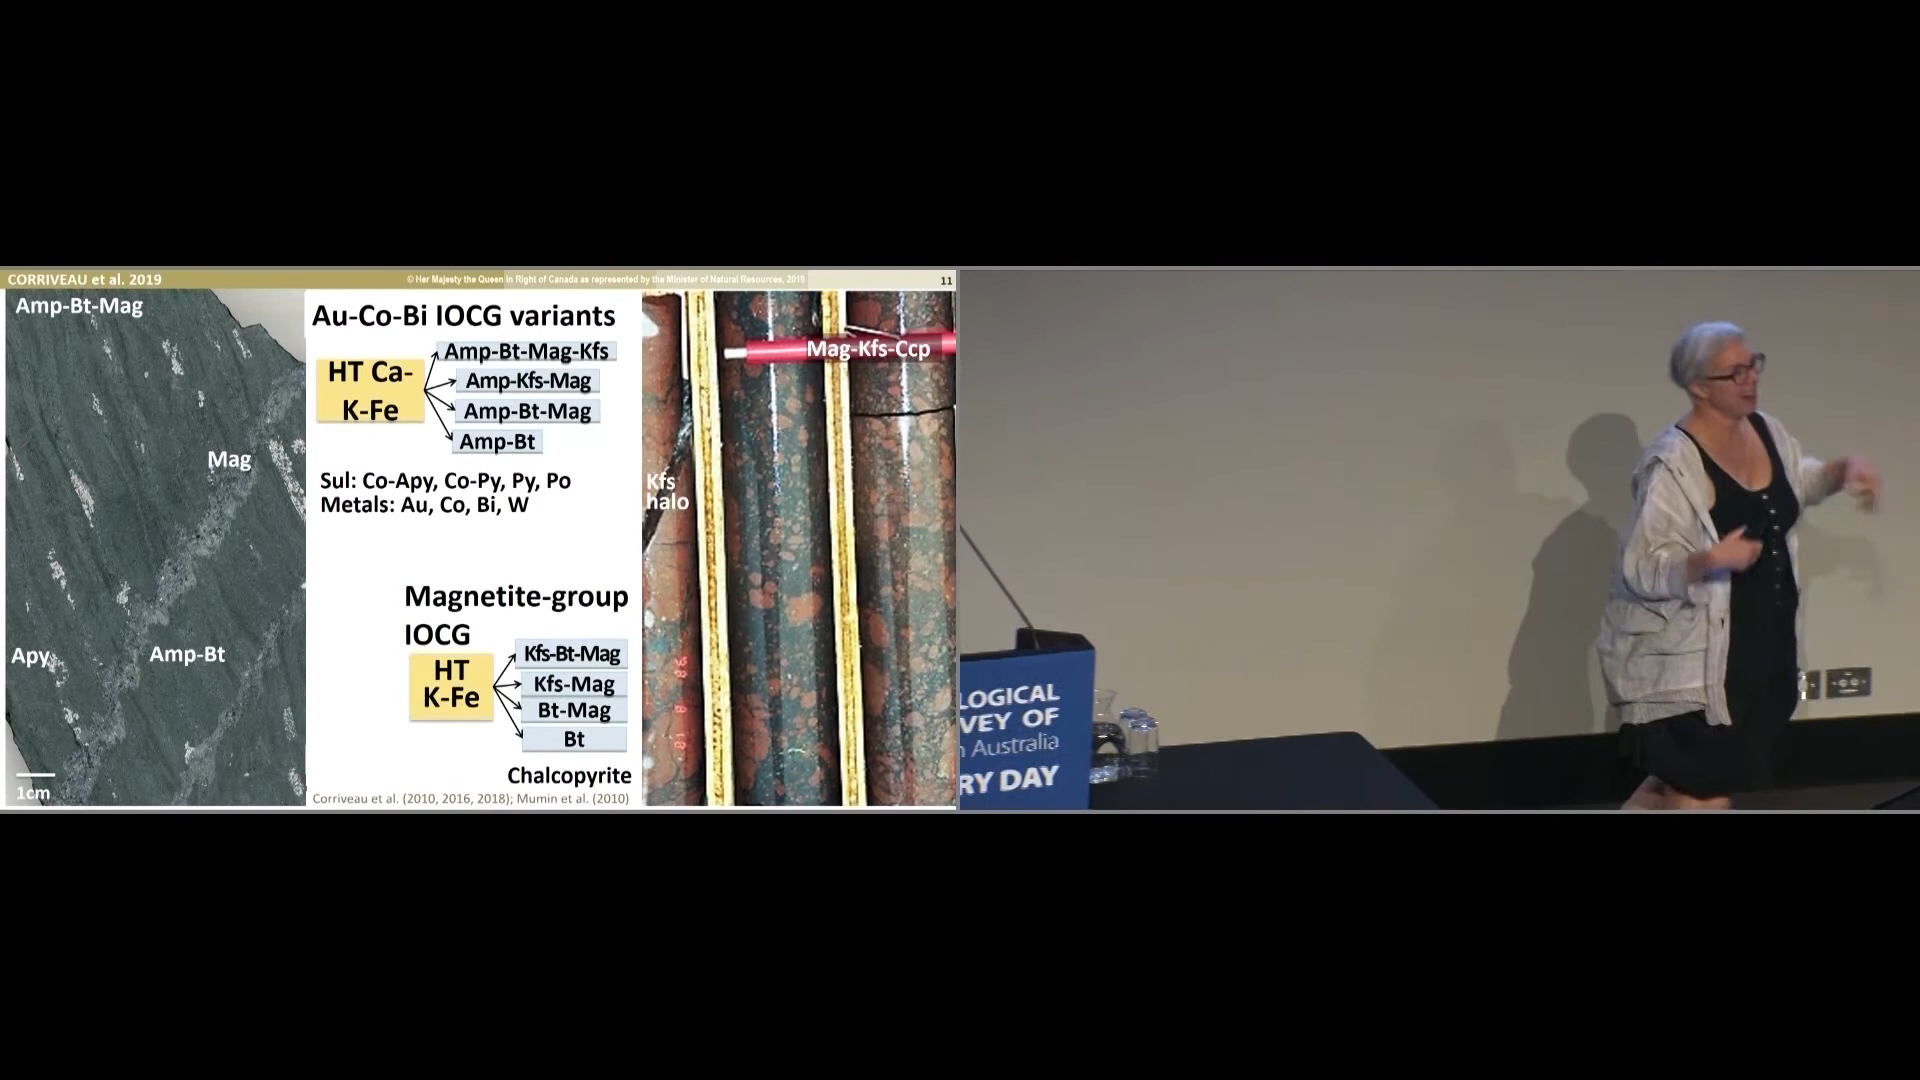 CORRIVEAU et al. 2019
© Her Majesty the Queen in Right of Canada as represented by the Minister of Natural Resources, 2019
11
Amp-Bt-Mag
Mag
Apy
Amp-Bt
1cm
Au-Co-Bi IOCG variants
HT Ca-
K-Fe
Amp-Bt-Mag-Kfs
Amp-Kfs-Mag
Amp-Bt-Mag
Amp-Bt
Sul: Co-Apy, Co-Py, Py, Po
Metals: Au, Co, Bi, W
Magnetite-group
IOCG
HT
K-Fe
Kfs-Bt-Mag
Kfs-Mag
Bt-Mag
Bt
Chalcopyrite
Corriveau et al. (2010, 2016, 2018); Mumin et al. (2010)
Mag-Kfs-Ccp
Kfs
halo
LOGICAL
VEY OF
Australia
RY DAY